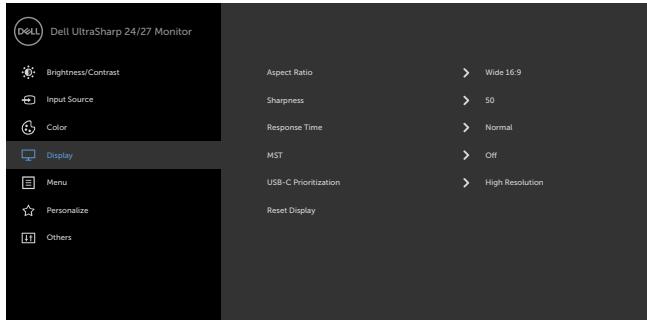 DELL Dell UltraSharp 24/27 Monitor
Brightness/Contrast
Input Source
Color
Display
Menu
Personalize
Others
Aspect Ratio Wide 16:9
Sharpness 50
Response Time Normal
MST Off
USB-C Prioritization High Resolution
Reset Display